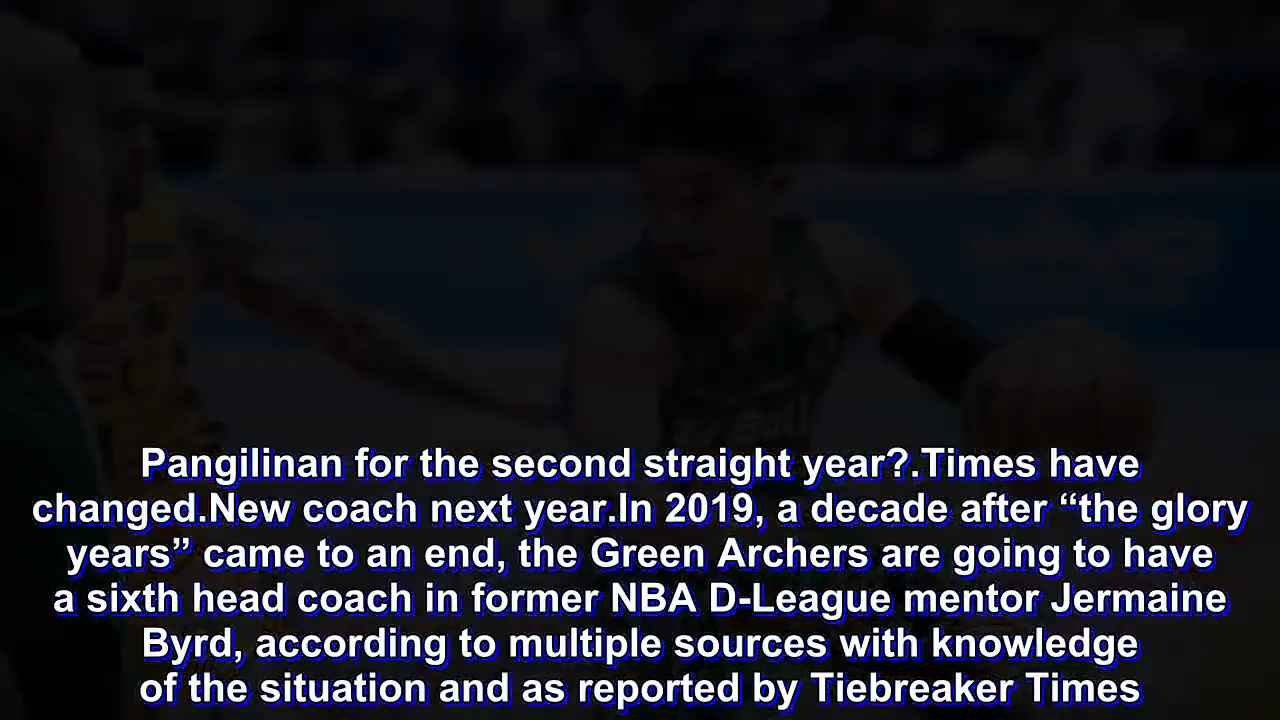 Pangilinan for the second straight year?.Times have
changed.New coach next year.In 2019, a decade after “the glory
years” came to an end, the Green Archers are going to have
a sixth head coach in former NBA D-League mentor Jermaine
Byrd, according to multiple sources with knowledge
of the situation and as reported by Tiebreaker Times